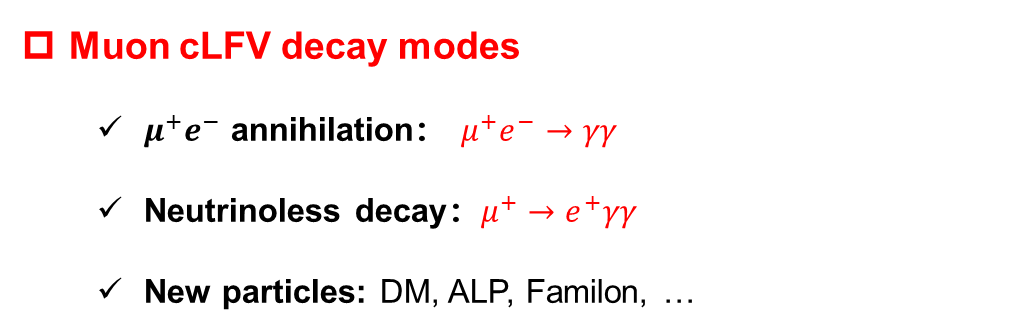 Muon cLFV decay modes
✓ μ⁺e⁻ annihilation： μ⁺e⁻ → γγ
✓ Neutrinoless decay： μ⁺ → e⁺γγ
✓ New particles: DM, ALP, Familon, …